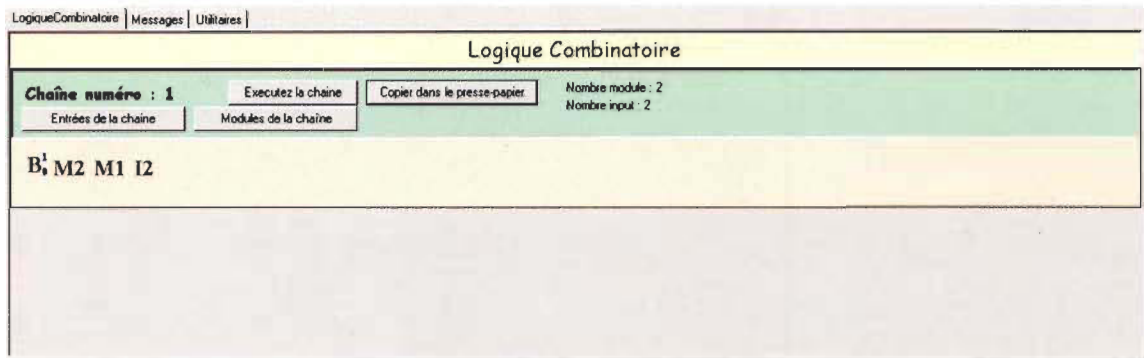 LogiqueCombinatoire Messages Utilitaires
Logique Combinatoire
Chaîne numéro : 1 Executez la chaine Copier dans le presse-papier Nombre module : 2
Nombre input : 2
Entrées de la chaine Modules de la chaîne
B M2 M1 I2